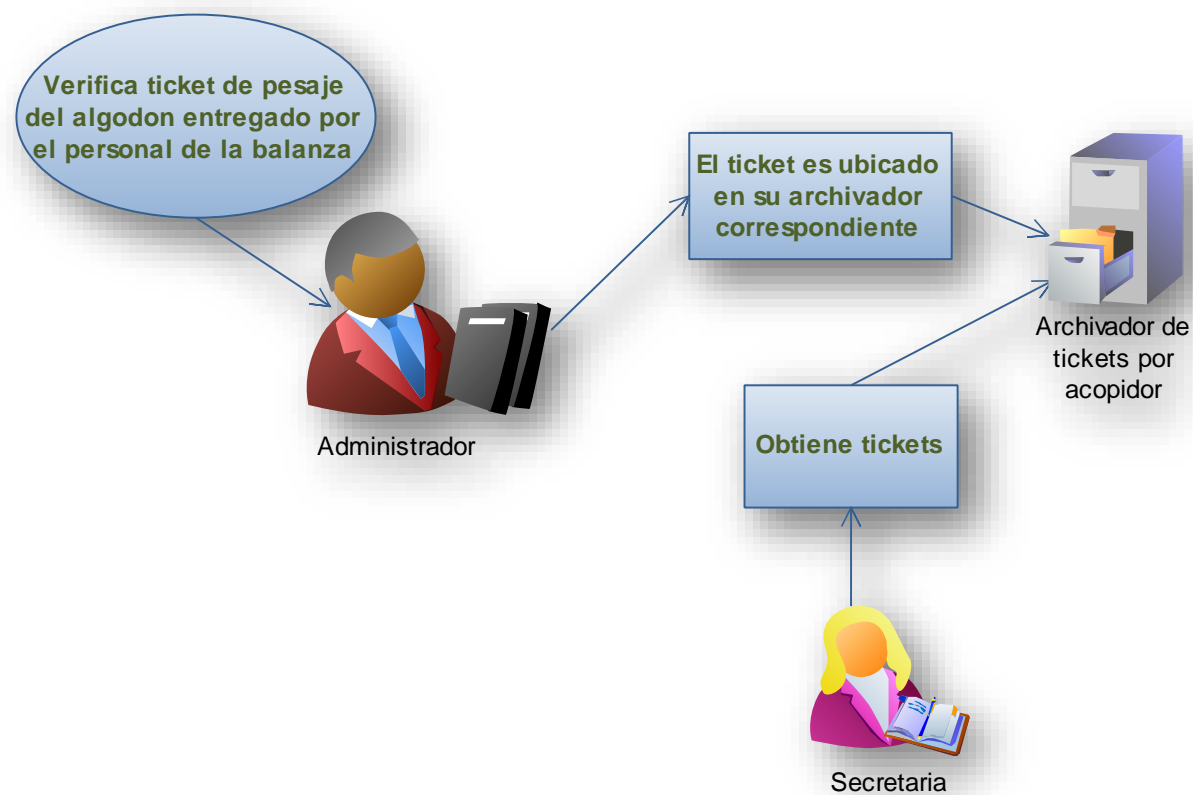 Verifica ticket de pesaje
del algodon entregado por
el personal de la balanza
Administrador
El ticket es ubicado
en su archivador
correspondiente
Archivador de
tickets por
acopidor
Obtiene tickets
Secretaria